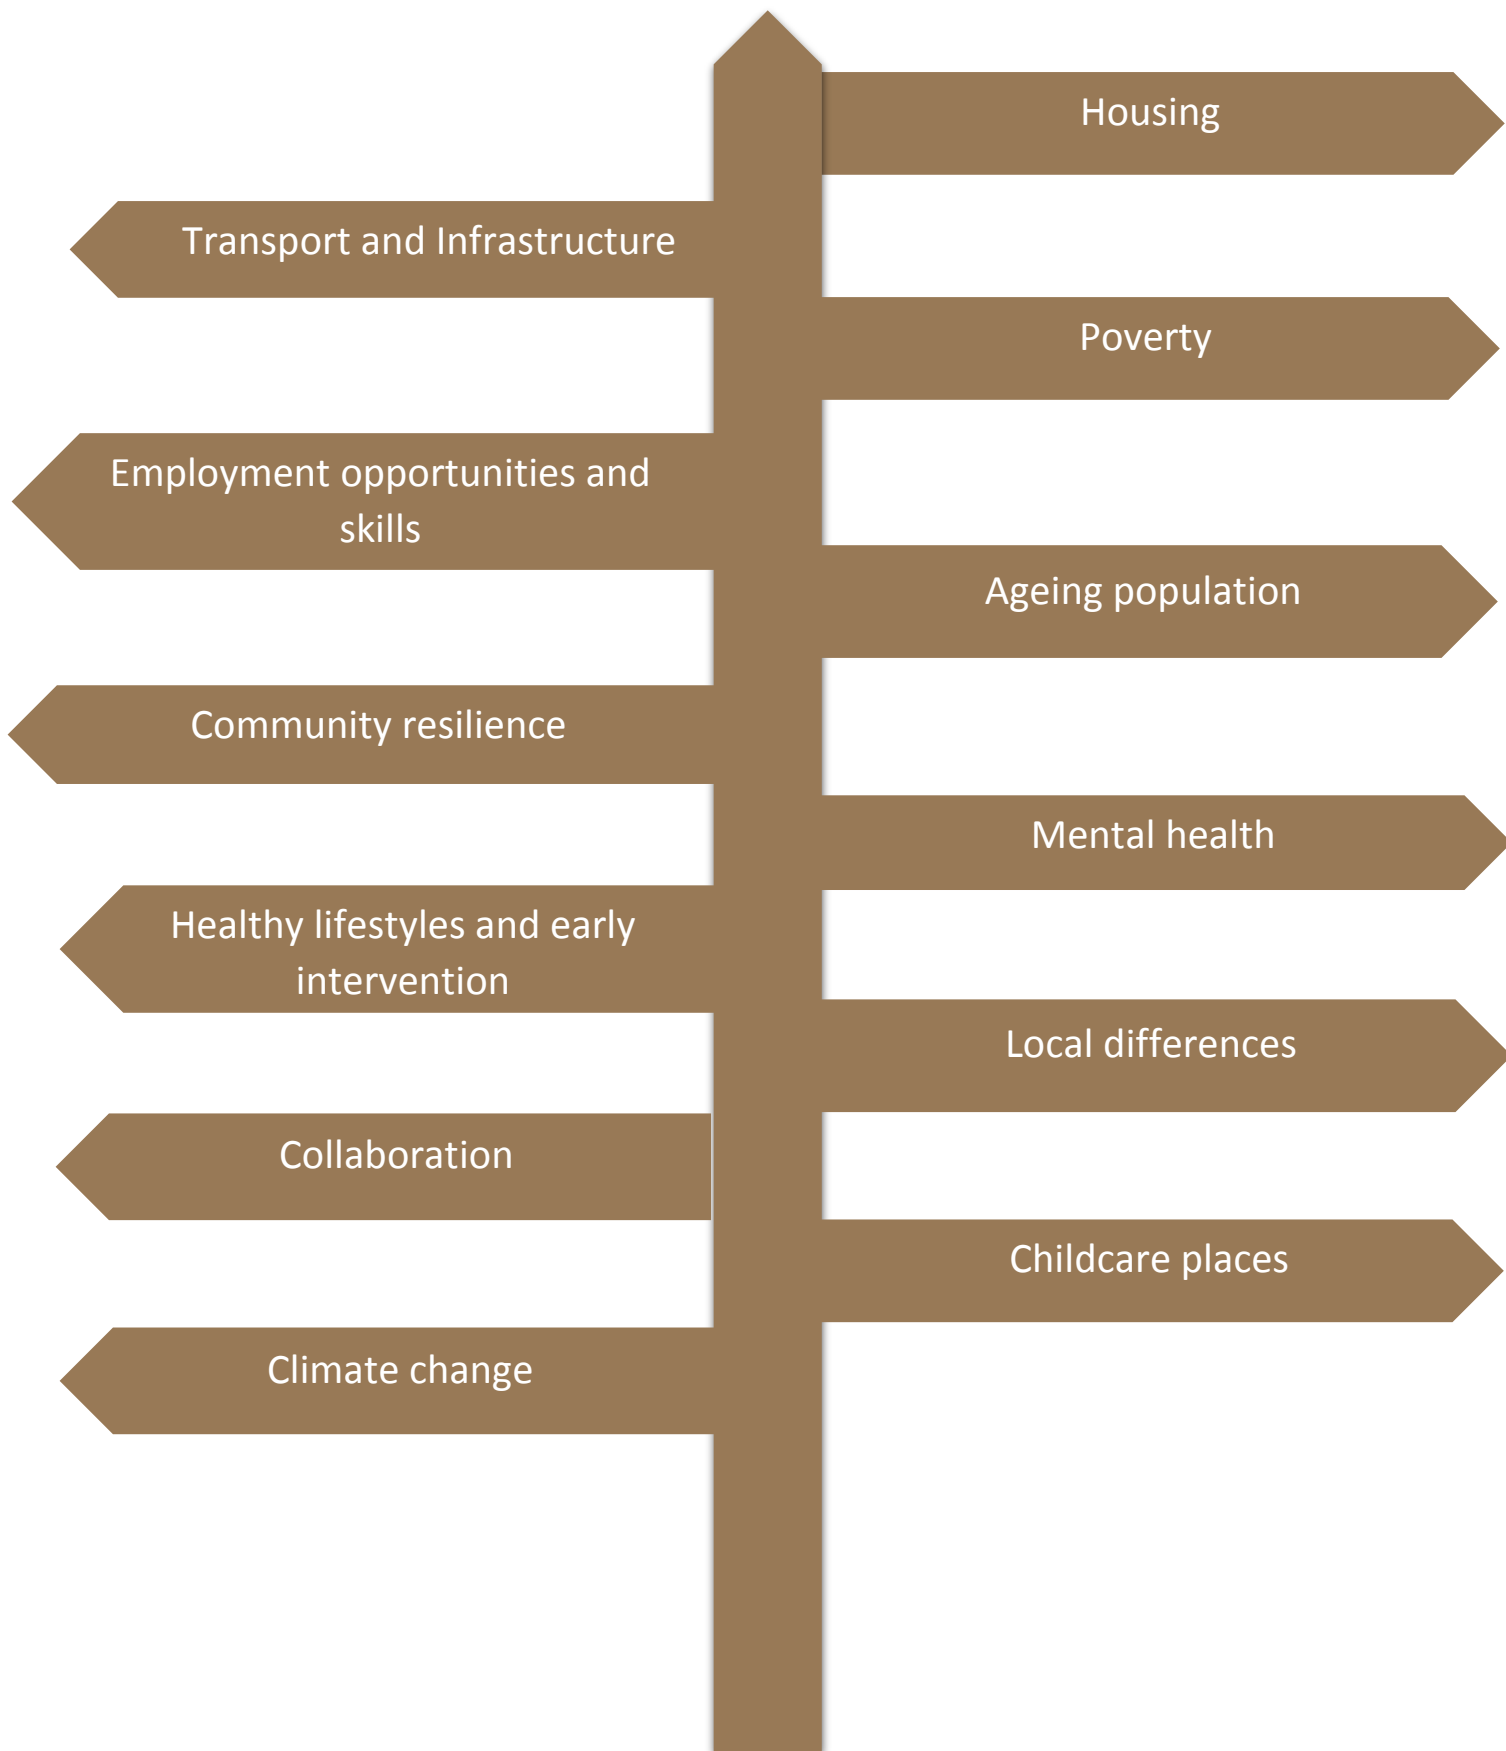 Housing
Transport and Infrastructure
Poverty
Employment opportunities and
skills
Ageing population
Community resilience
Mental health
Healthy lifestyles and early
intervention
Local differences
Collaboration
Childcare places
Climate change